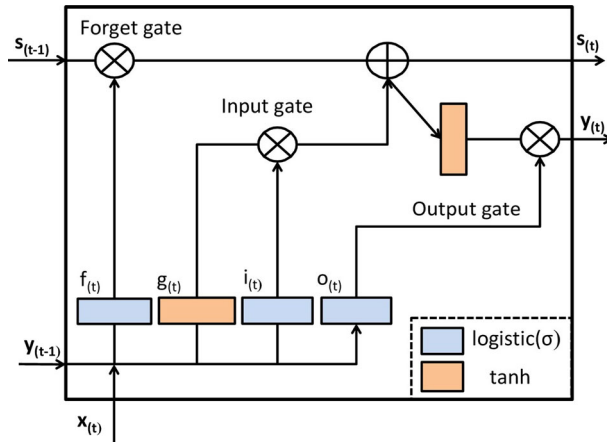 Forget gate
s(t-1)
s(t)
Input gate
y(t)
Output gate
f(t)
g(t)
i(t)
o(t)
y(t-1)
logistic(σ)
tanh
x(t)